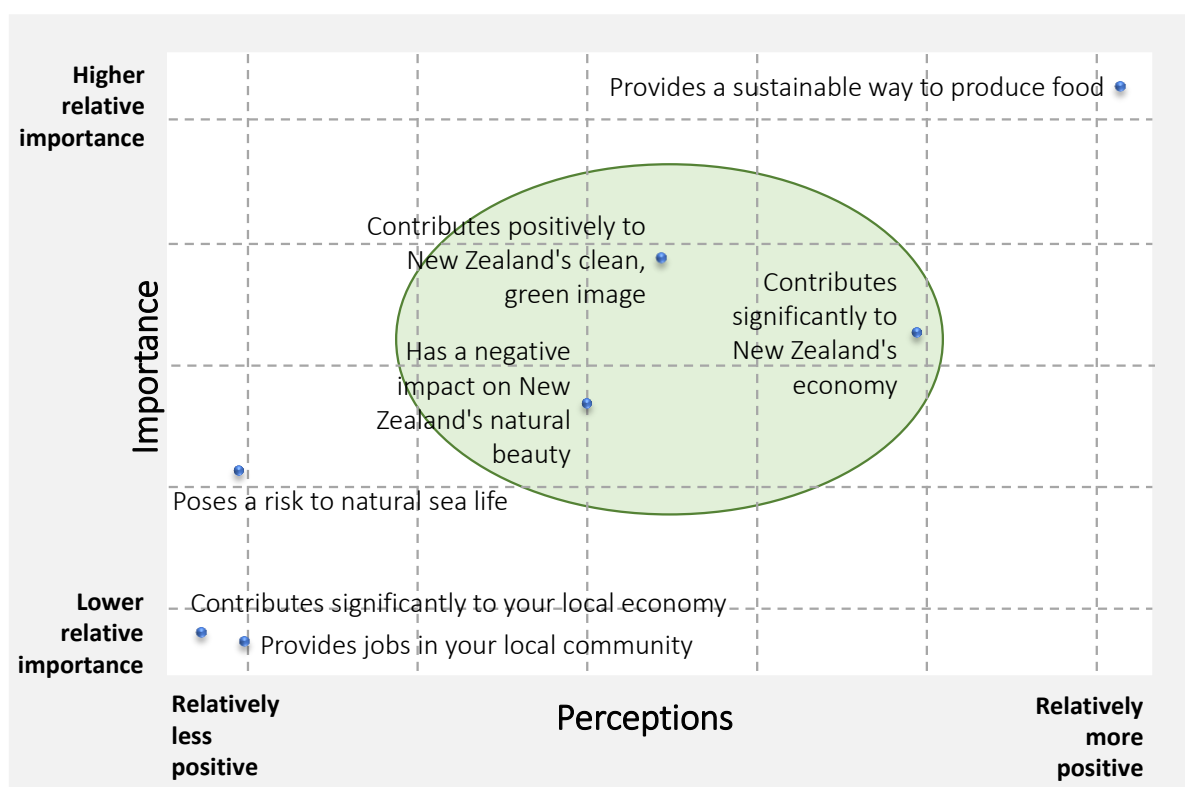 Higher
relative
importance
Provides a sustainable way to produce food
Contributes positively to
New Zealand's clean,
green image
Contributes
significantly to
New Zealand's
economy
Has a negative
impact on New
Zealand's natural
beauty
Importance
Poses a risk to natural sea life
Lower
relative
importance
Contributes significantly to your local economy
Provides jobs in your local community
Relatively
less
positive
Perceptions
Relatively
more
positive